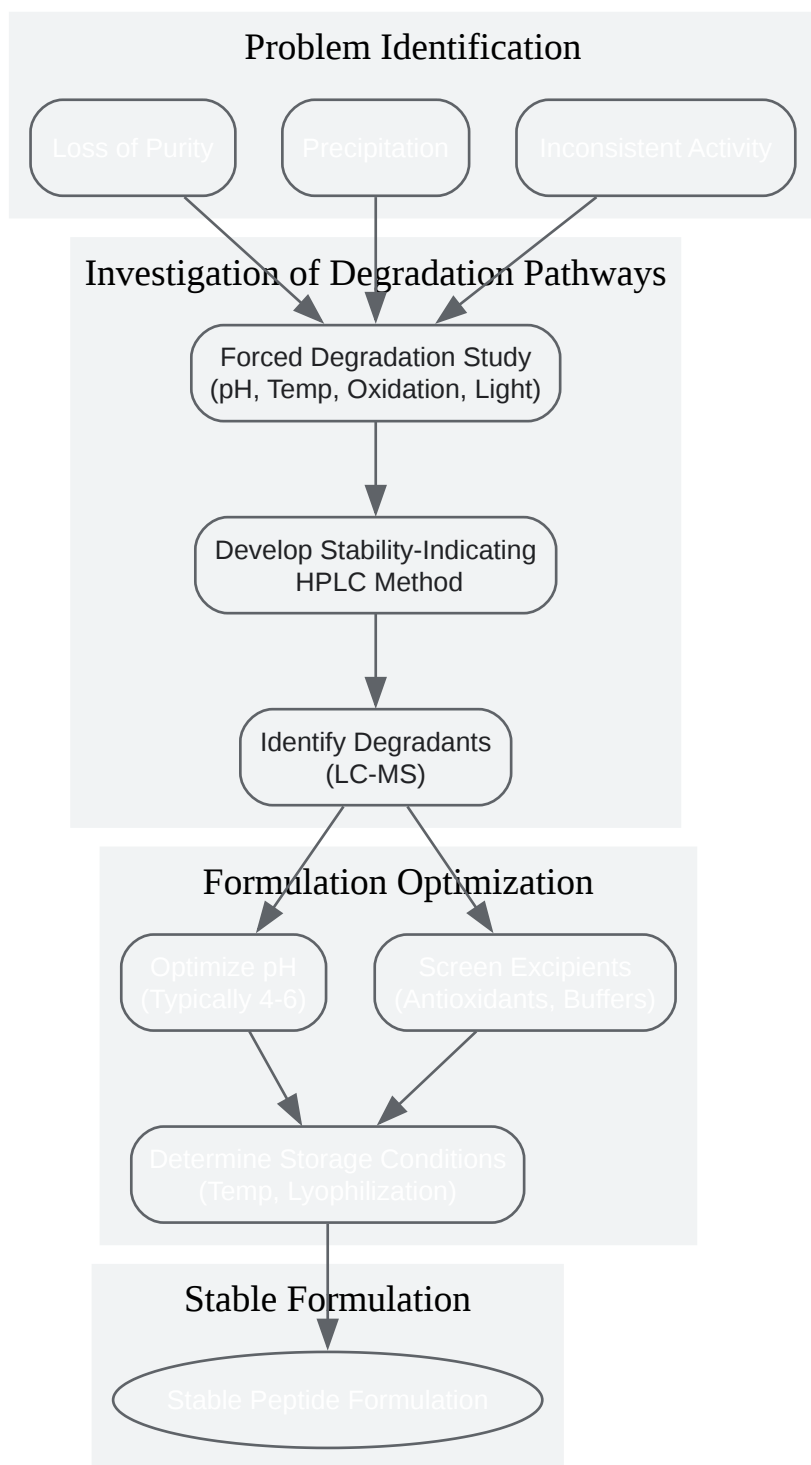 Problem Identification
Loss of Purity
Precipitation
Inconsistent Activity
Investigation of Degradation Pathways
Forced Degradation Study
(pH, Temp, Oxidation, Light)
Develop Stability-Indicating
HPLC Method
Identify Degradants
(LC-MS)
Formulation Optimization
Optimize pH
(Typically 4-6)
Screen Excipients
(Antioxidants, Buffers)
Determine Storage Conditions
(Temp, Lyophilization)
Stable Formulation
Stable Peptide Formulation